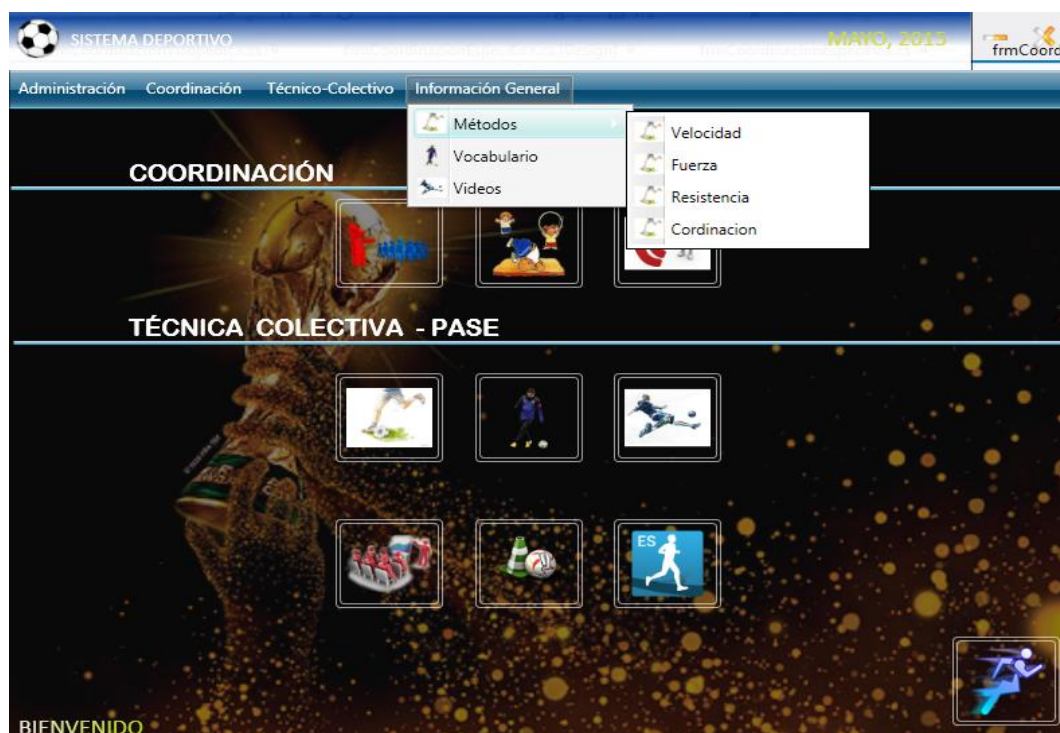 SISTEMA DEPORTIVO
MAYO, 2015
frmCoord
Administración Coordinación Técnico-Colectivo Información General
Métodos
Vocabulario
Videos
Velocidad
Fuerza
Resistencia
Cordinacion
COORDINACIÓN
TÉCNICA COLECTIVA - PASE
ES
BIENVENIDO